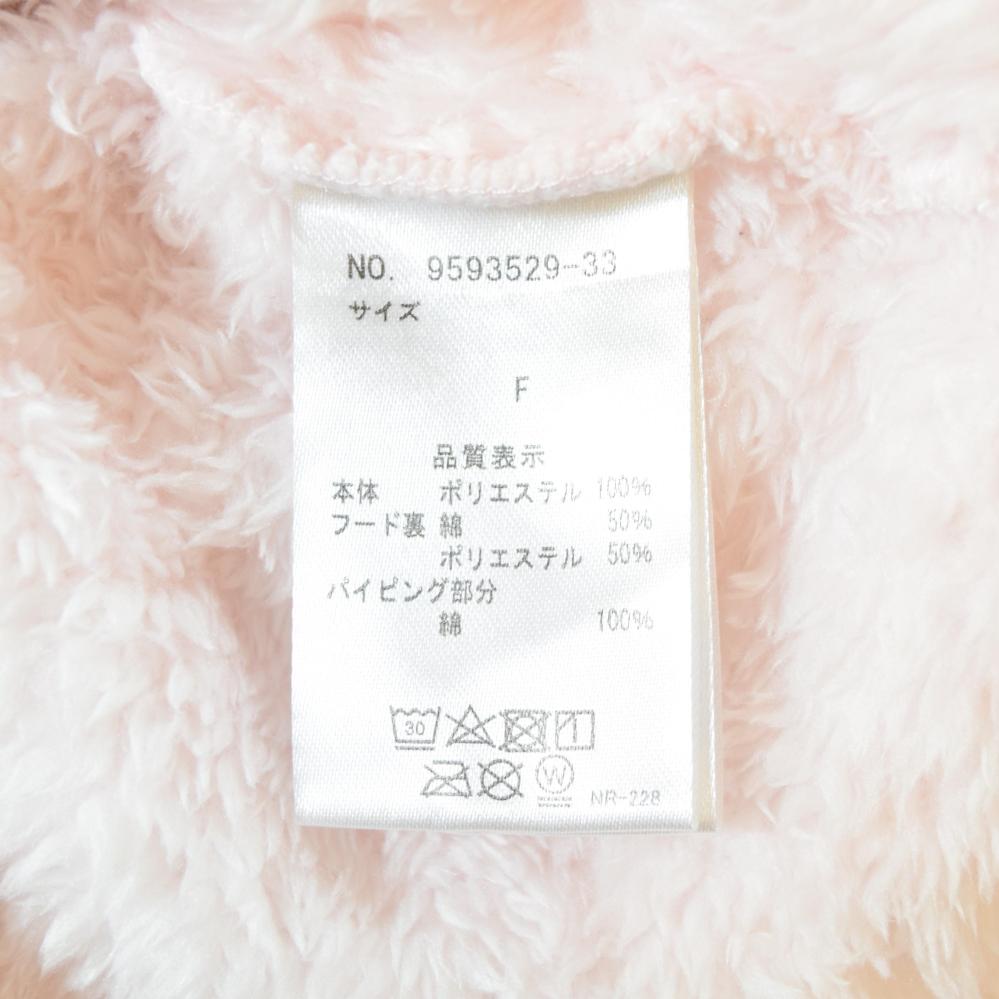 NO. 9593529-33
サイズ
F
品質表示
本体 ポリエステル 100%
フード裏 綿 50%
ポリエステル 50%
パイピング部分
綿 100%
30
W
NR-228